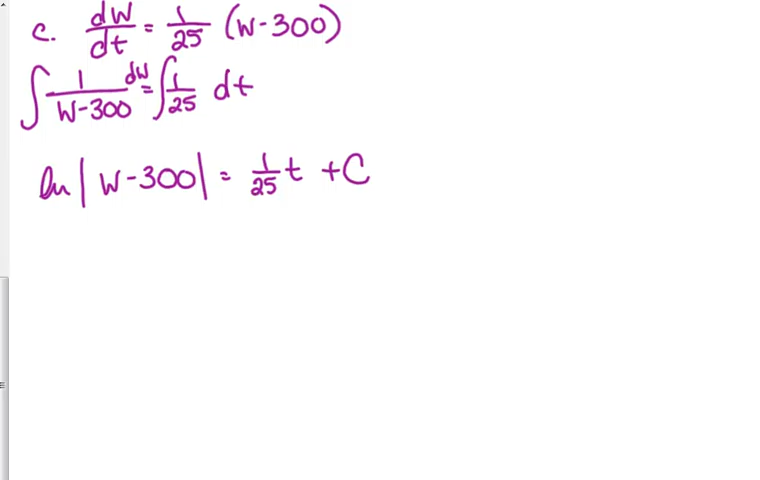 c. dW/dt = 1/25 (W-300)
∫ 1/(W-300) dW = ∫ 1/25 dt
ln|W-300| = 1/25 t + C